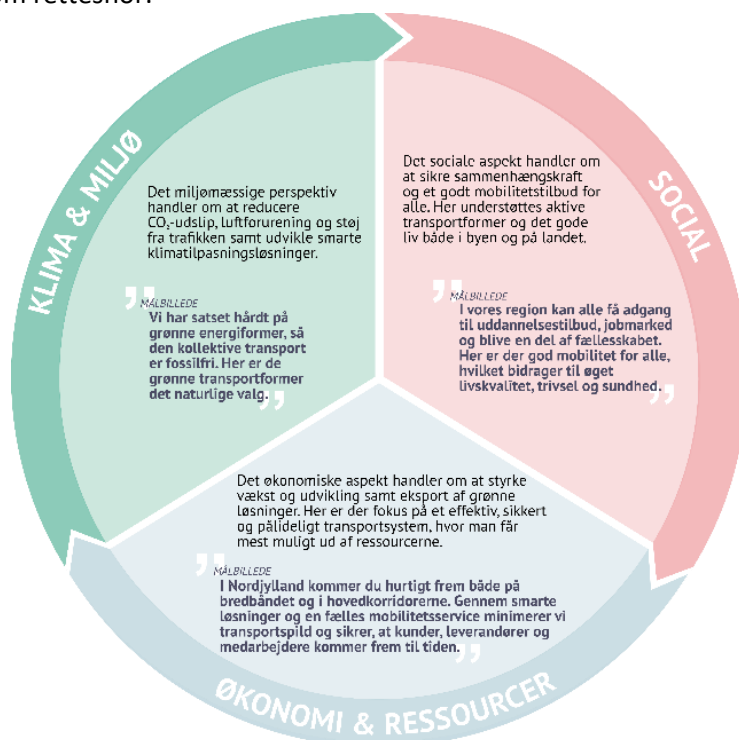 KLIMA & MILJØ
Det miljømæssige perspektiv
handler om at reducere
CO₂-udslip, luftforurening og støj
fra trafikken samt udvikle smarte
klimatilpasningsløsninger.
MÅLBILLEDE
Vi har satset hårdt på
grønne energiformer, så
den kollektive transport
er fossilfri. Her er de
grønne transportformer
det naturlige valg.
SOCIAL
Det sociale aspekt handler om
at sikre sammenhængskraft
og et godt mobilitetstilbud for
alle. Her understøttes aktive
transportformer og det gode
liv både i byen og på landet.
MÅLBILLEDE
I vores region kan alle få adgang
til uddannelsestilbud, jobmarked
og blive en del af fællesskabet.
Her er der god mobilitet for alle,
hvilket bidrager til øget
livskvalitet, trivsel og sundhed.
Det økonomiske aspekt handler om at styrke
vækst og udvikling samt eksport af grønne
løsninger. Her er der fokus på et effektiv, sikkert
og pålideligt transportsystem, hvor man får
mest muligt ud af ressourcerne.
MÅLBILLEDE
I Nordjylland kommer du hurtigt frem både på
bredbåndet og i hovedkorridorerne. Gennem smarte
løsninger og en fælles mobilitetsservice minimerer vi
transportspild og sikrer, at kunder, leverandører og
medarbejdere kommer frem til tiden.
ØKONOMI & RESSOURCER